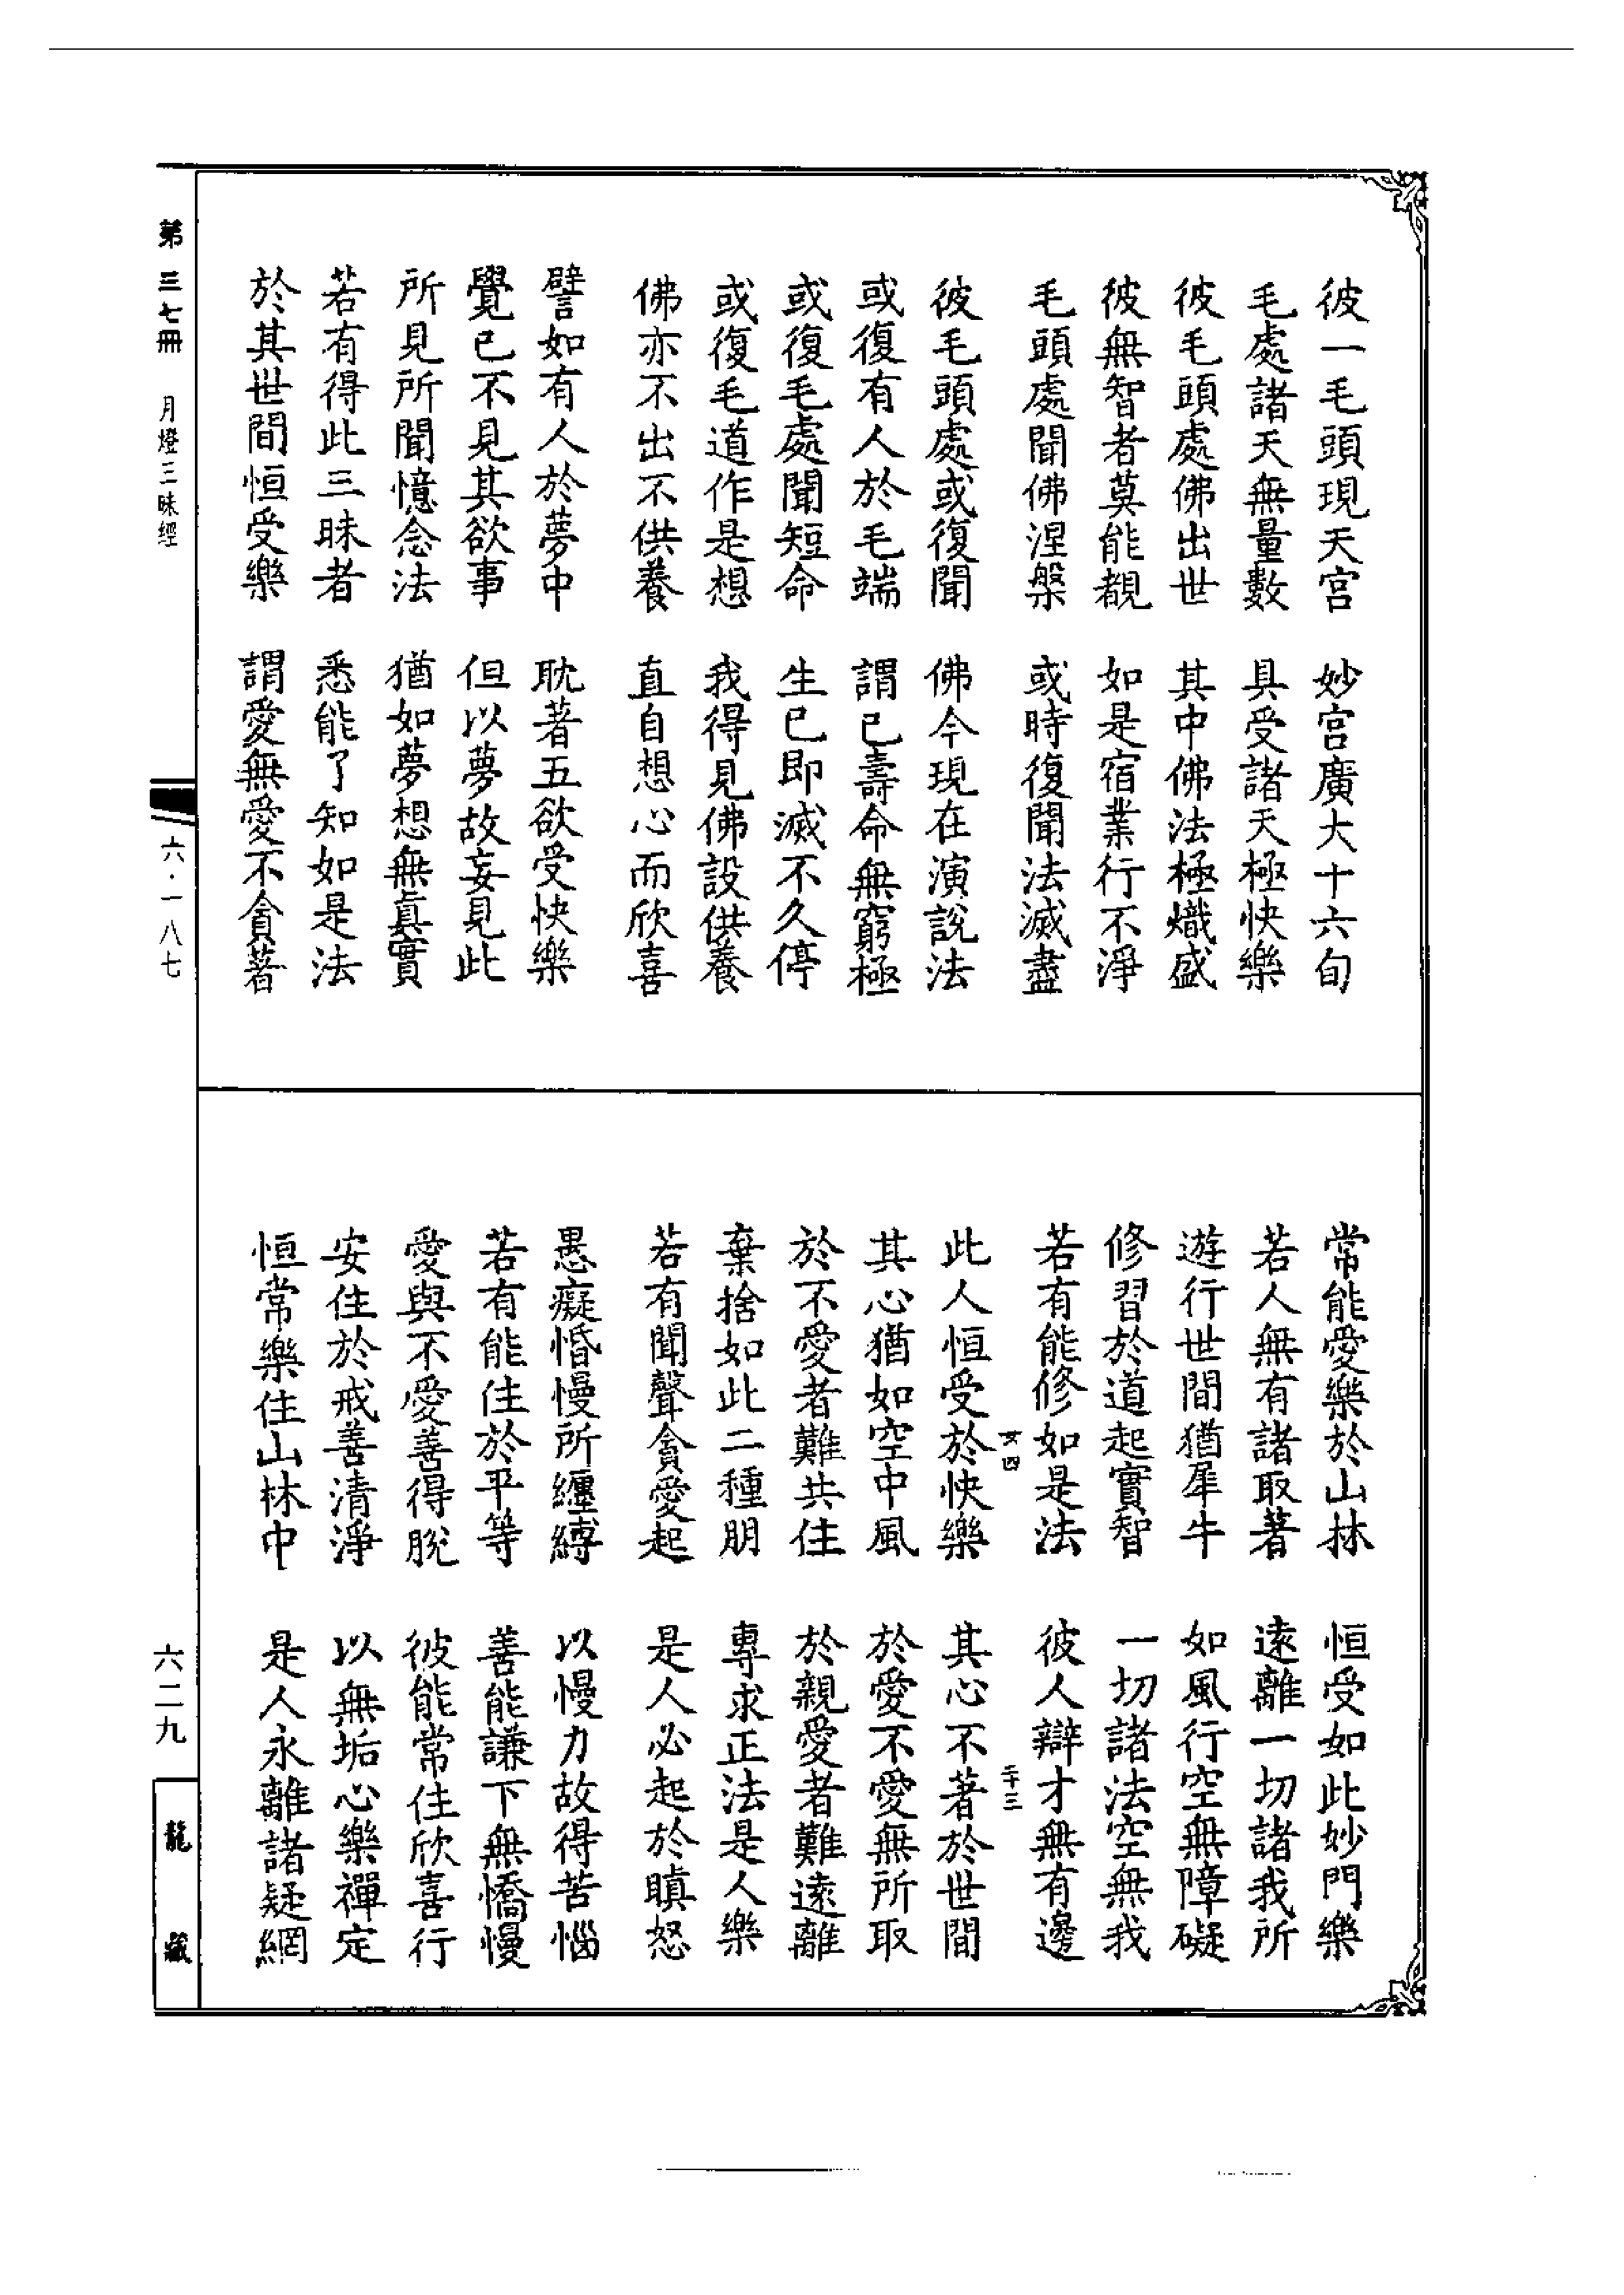 彼一毛頭現天宮　妙宮廣大十六旬
毛處諸天無量數　具受諸天極快樂
彼毛頭處佛出世　其中佛法極熾盛
彼無智者莫能覩　如是宿業行不淨
毛頭處聞佛涅槃　或時復聞法滅盡
彼毛頭處或復聞　佛今現在演說法
或復有人於毛端　謂已壽命無窮極
或復毛處聞短命　生已即滅不久停
或復毛道作是想　我得見佛設供養
佛亦不出不供養　直自想心而欣喜
譬如有人於夢中　耽著五欲受快樂
覺已不見其欲事　但以夢故妄見此
所見所聞憶念法　猶如夢想無真實
若有得此三昧者　悉能了知如是法
於其世間恒受樂　謂愛無愛不貪著
常能愛樂於山林　恒受如此妙門樂
若人無有諸取著　遠離一切諸我所
遊行世間猶犀牛　如風行空無障礙
修習於道起實智　一切諸法空無我
若有能修如是法　彼人辯才無有邊
此人恒受於快樂　其心不著於世間
其心猶如空中風　於愛不愛無所取
於不愛者難共住　於親愛者難遠離
棄捨如此二種朋　專求正法是人樂
若有聞聲貪愛起　是人必起於瞋怒
愚癡惛慢所纏縛　以慢力故得苦惱
若有能住於平等　善能謙下無憍慢
愛與不愛善得脫　彼能常住欣喜行
安住於戒善清淨　以無垢心樂禪定
恒常樂住山林中　是人永離諸疑網
二十三
第三七冊　月燈三昧經
六·一八七
六二九
龍藏